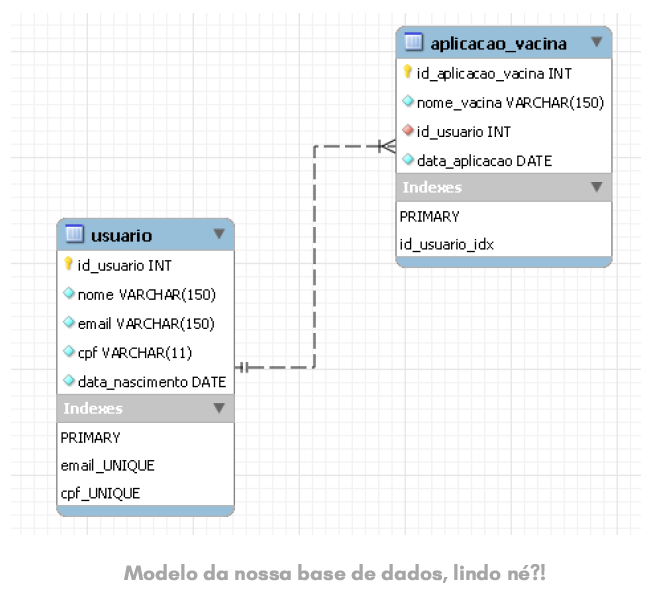 aplicacao_vacina
id_aplicacao_vacina INT
nome_vacina VARCHAR(150)
id_usuario INT
data_aplicacao DATE
Indexes
PRIMARY
id_usuario_idx
usuario
id_usuario INT
nome VARCHAR(150)
email VARCHAR(150)
cpf VARCHAR(11)
data_nascimento DATE
Indexes
PRIMARY
email_UNIQUE
cpf_UNIQUE
Modelo da nossa base de dados, lindo né?!